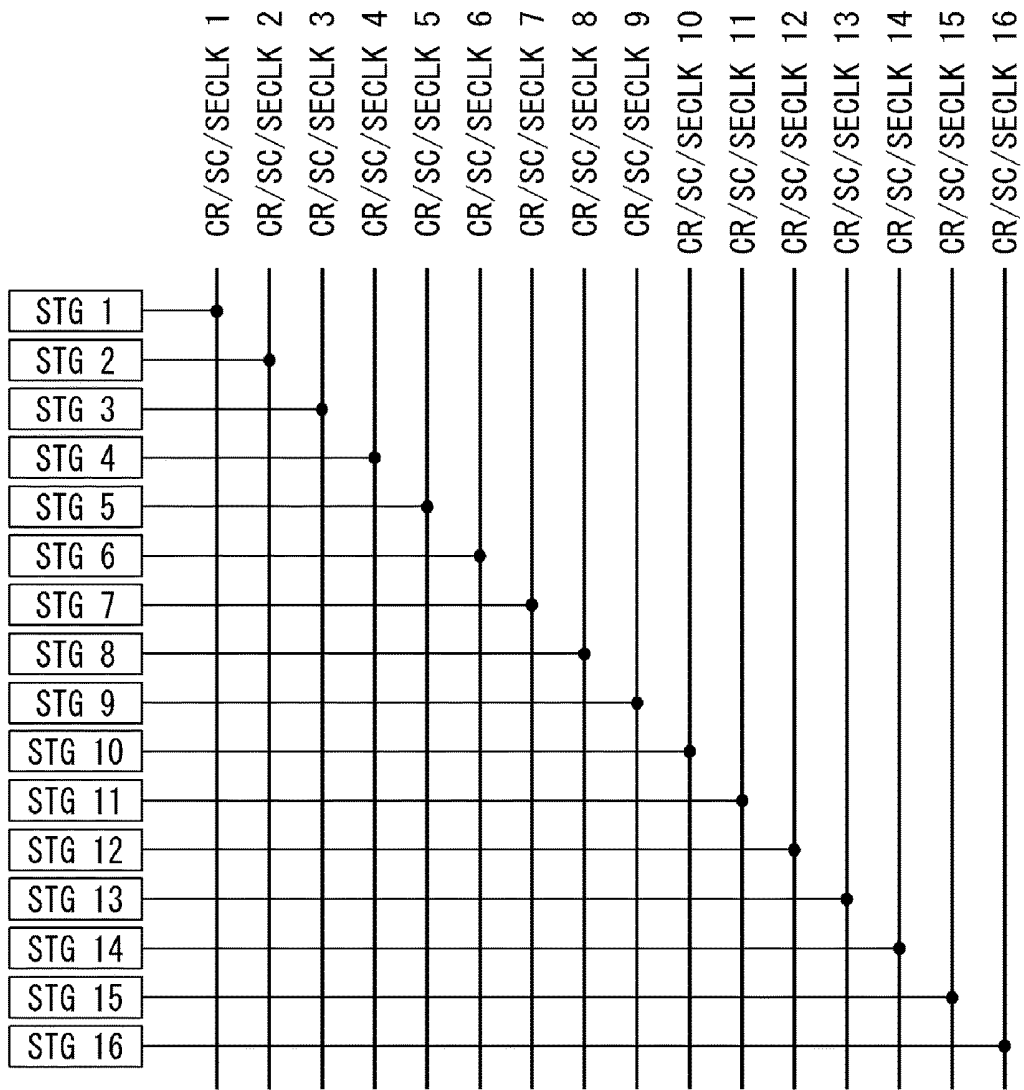 CR/SC/SECLK 1
CR/SC/SECLK 2
CR/SC/SECLK 3
CR/SC/SECLK 4
CR/SC/SECLK 5
CR/SC/SECLK 6
CR/SC/SECLK 7
CR/SC/SECLK 8
CR/SC/SECLK 9
CR/SC/SECLK 10
CR/SC/SECLK 11
CR/SC/SECLK 12
CR/SC/SECLK 13
CR/SC/SECLK 14
CR/SC/SECLK 15
CR/SC/SECLK 16
STG 1
STG 2
STG 3
STG 4
STG 5
STG 6
STG 7
STG 8
STG 9
STG 10
STG 11
STG 12
STG 13
STG 14
STG 15
STG 16